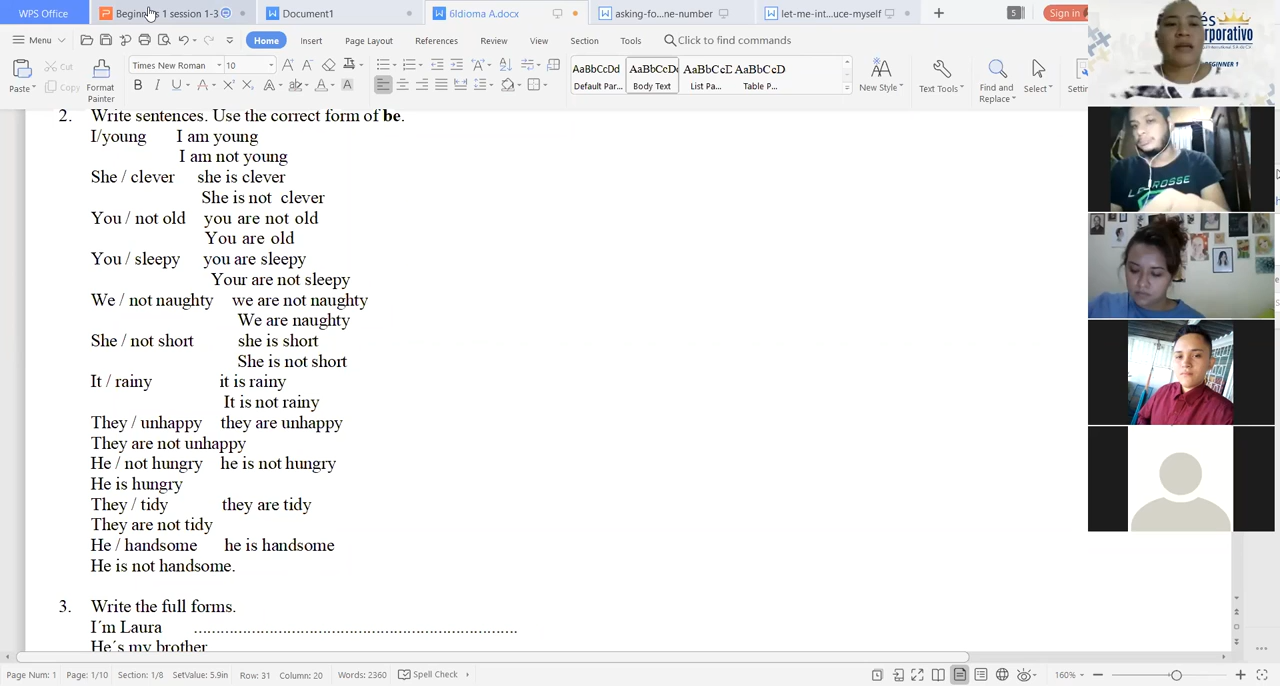 WPS Office
Beginners 1 session 1-3
Document1
6Idioma A.docx
asking-fo...ne-number
let-me-int...uce-myself
5
Sign in
Menu
Home
Insert
Page Layout
References
Review
View
Section
Tools
Click to find commands
Paste
Cut
Copy
Format Painter
Times New Roman
10
AaBbCcDd
Default Par...
AaBbCcDd
Body Text
AaBbCcD
List Pa...
AaBbCcD
Table P...
New Style
Text Tools
Find and Replace
Select
BEGINNER 1
LACROSSE
2. Write sentences. Use the correct form of be.
I/young I am young
I am not young
She / clever she is clever
She is not clever
You / not old you are not old
You are old
You / sleepy you are sleepy
Your are not sleepy
We / not naughty we are not naughty
We are naughty
She / not short she is short
She is not short
It / rainy it is rainy
It is not rainy
They / unhappy they are unhappy
They are not unhappy
He / not hungry he is not hungry
He is hungry
They / tidy they are tidy
They are not tidy
He / handsome he is handsome
He is not handsome.
3. Write the full forms.
I´m Laura ..........................................................................
He´s my brother
Page Num: 1 Page: 1/10 Section: 1/8 SetValue: 5.9in Row: 31 Column: 20 Words: 2360 Spell Check 160%